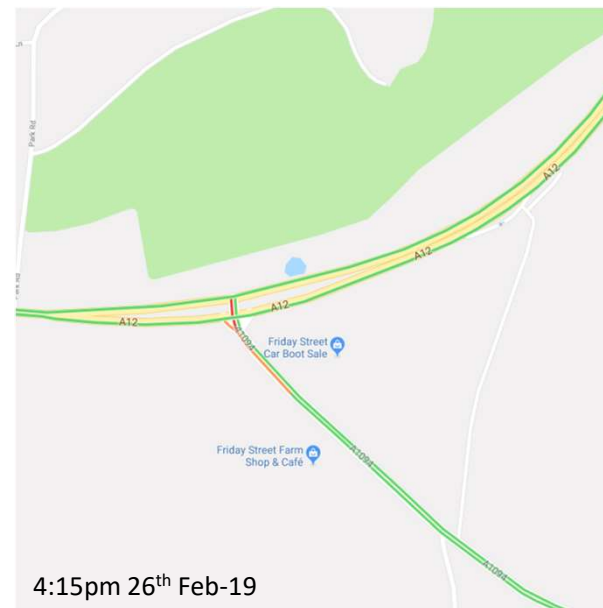 Park Rd
A12
A12
A12
A12
A1094
Friday Street
Car Boot Sale
Friday Street Farm
Shop & Café
A1094
A1094
4:15pm 26th Feb-19